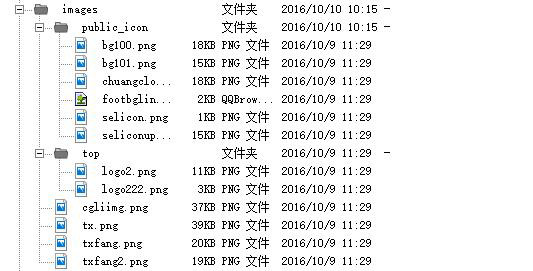 images 文件夹 2016/10/10 10:15 -
public_icon 文件夹 2016/10/10 10:15 -
bg100.png 18KB PNG 文件 2016/10/9 11:29
bg101.png 15KB PNG 文件 2016/10/9 11:29
chuangclo... 18KB PNG 文件 2016/10/9 11:29
footbglin... 2KB QQBrow... 2016/10/9 11:29
selicon.png 1KB PNG 文件 2016/10/9 11:29
seliconup... 15KB PNG 文件 2016/10/9 11:29
top 文件夹 2016/10/9 11:29 -
logo2.png 11KB PNG 文件 2016/10/9 11:29
logo222.png 3KB PNG 文件 2016/10/9 11:29
cgliimg.png 37KB PNG 文件 2016/10/9 11:29
tx.png 39KB PNG 文件 2016/10/9 11:29
txfang.png 20KB PNG 文件 2016/10/9 11:29
txfang2.png 19KB PNG 文件 2016/10/9 11:29